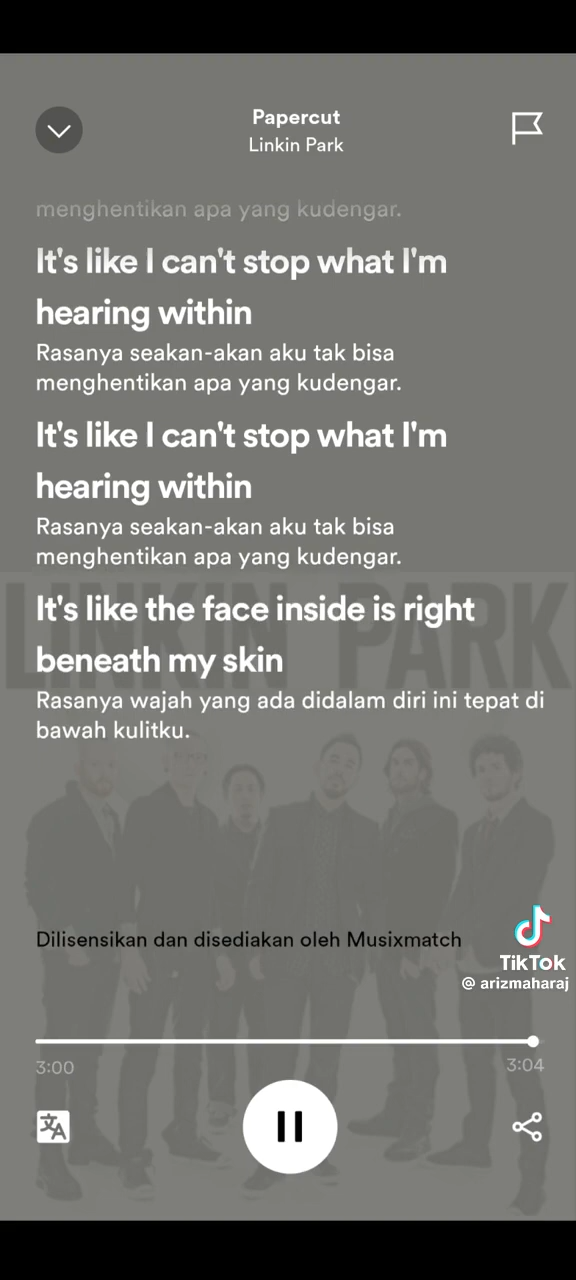 Papercut
Linkin Park
menghentikan apa yang kudengar.
It's like I can't stop what I'm
hearing within
Rasanya seakan-akan aku tak bisa
menghentikan apa yang kudengar.
It's like I can't stop what I'm
hearing within
Rasanya seakan-akan aku tak bisa
menghentikan apa yang kudengar.
LINKIN PARK
It's like the face inside is right
beneath my skin
Rasanya wajah yang ada didalam diri ini tepat di
bawah kulitku.
Dilisensikan dan disediakan oleh Musixmatch
TikTok
@ arizmaharaj
3:00
3:04
文A